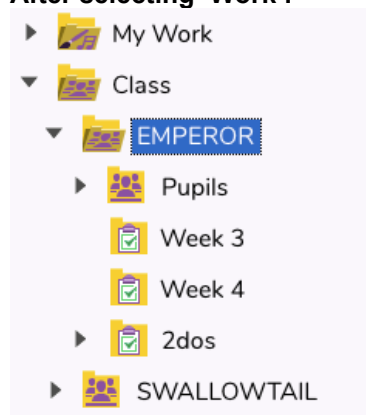 After selecting 'Work':
My Work
Class
EMPEROR
Pupils
Week 3
Week 4
2dos
SWALLOWTAIL